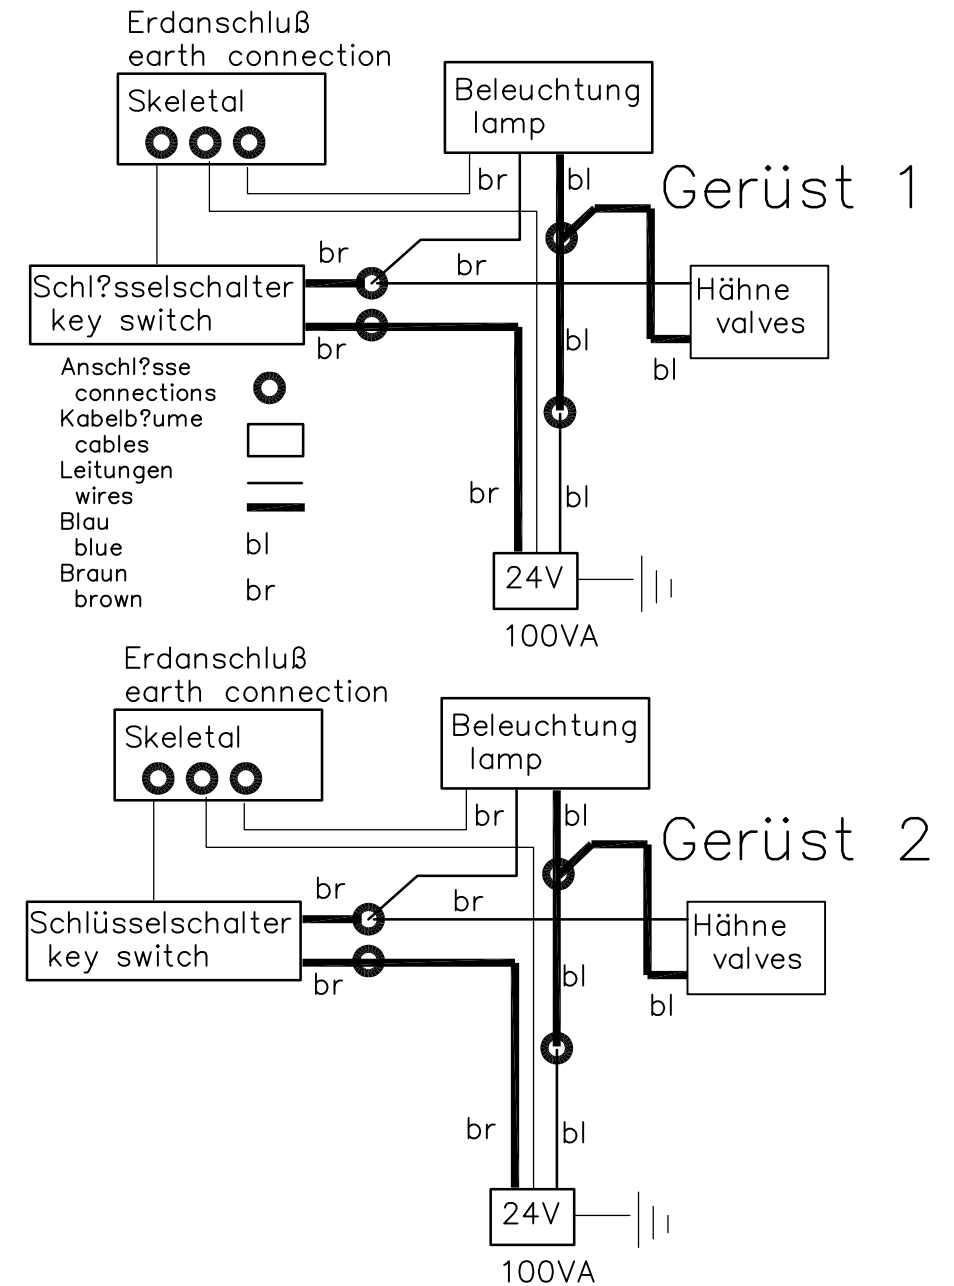 Erdanschluß
earth connection
Skeletal
Beleuchtung
lamp
br
bl
Gerüst 1
br
br
Schl?sselschalter
key switch
Hähne
valves
br
bl
bl
Anschl?sse
connections
Kabelb?ume
cables
Leitungen
wires
br
bl
Blau
blue
bl
Braun
brown
br
24V
100VA
Erdanschluß
earth connection
Skeletal
Beleuchtung
lamp
br
bl
Gerüst 2
br
br
Schlüsselschalter
key switch
Hähne
valves
br
bl
bl
br
bl
24V
100VA